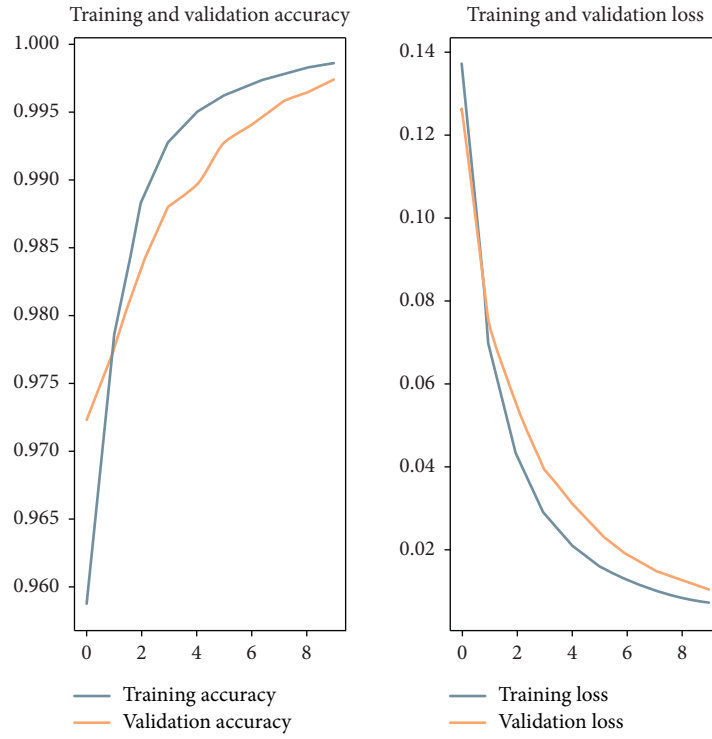 Training and validation accuracy
1.000
0.995
0.990
0.985
0.980
0.975
0.970
0.965
0.960
0 2 4 6 8
Training accuracy
Validation accuracy
Training and validation loss
0.14
0.12
0.10
0.08
0.06
0.04
0.02
0 2 4 6 8
Training loss
Validation loss